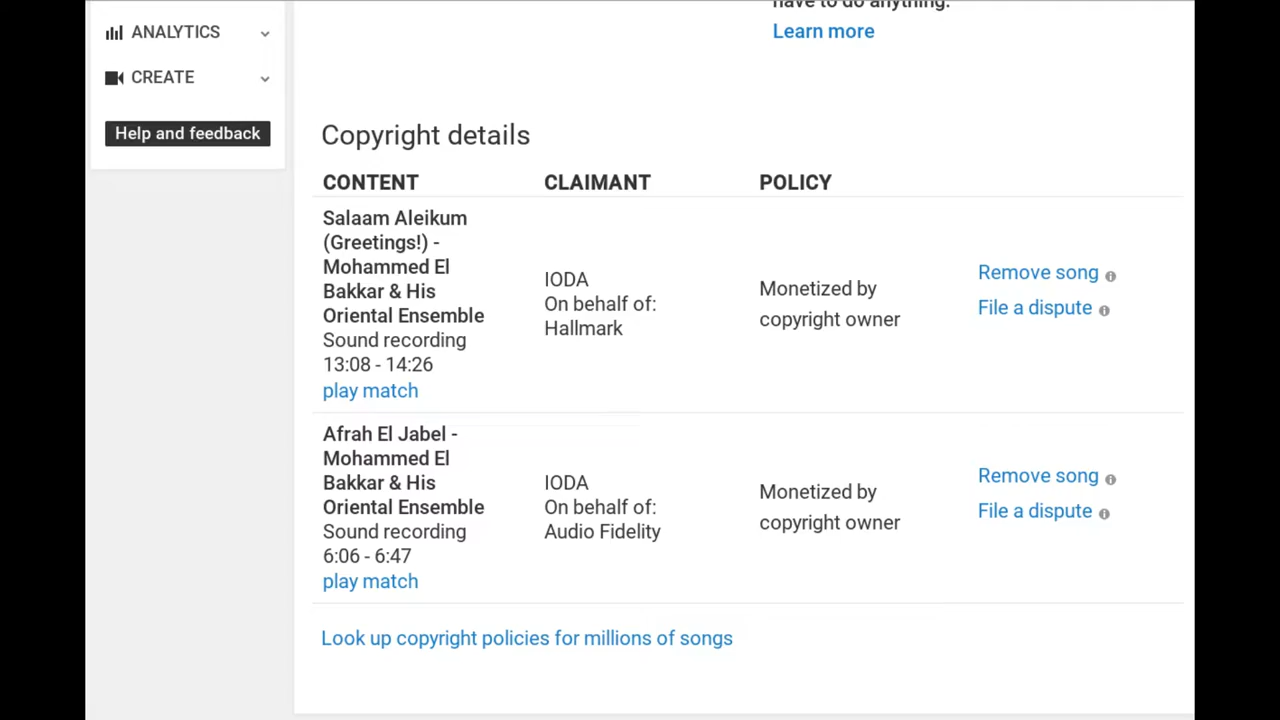 have to do anything.
Learn more
ANALYTICS
CREATE
Help and feedback
Copyright details
CONTENT CLAIMANT POLICY
Salaam Aleikum
(Greetings!) -
Mohammed El
Bakkar & His
Oriental Ensemble
Sound recording
13:08 - 14:26
play match
IODA
On behalf of:
Hallmark
Monetized by
copyright owner
Remove song
File a dispute
Afrah El Jabel -
Mohammed El
Bakkar & His
Oriental Ensemble
Sound recording
6:06 - 6:47
play match
IODA
On behalf of:
Audio Fidelity
Monetized by
copyright owner
Remove song
File a dispute
Look up copyright policies for millions of songs